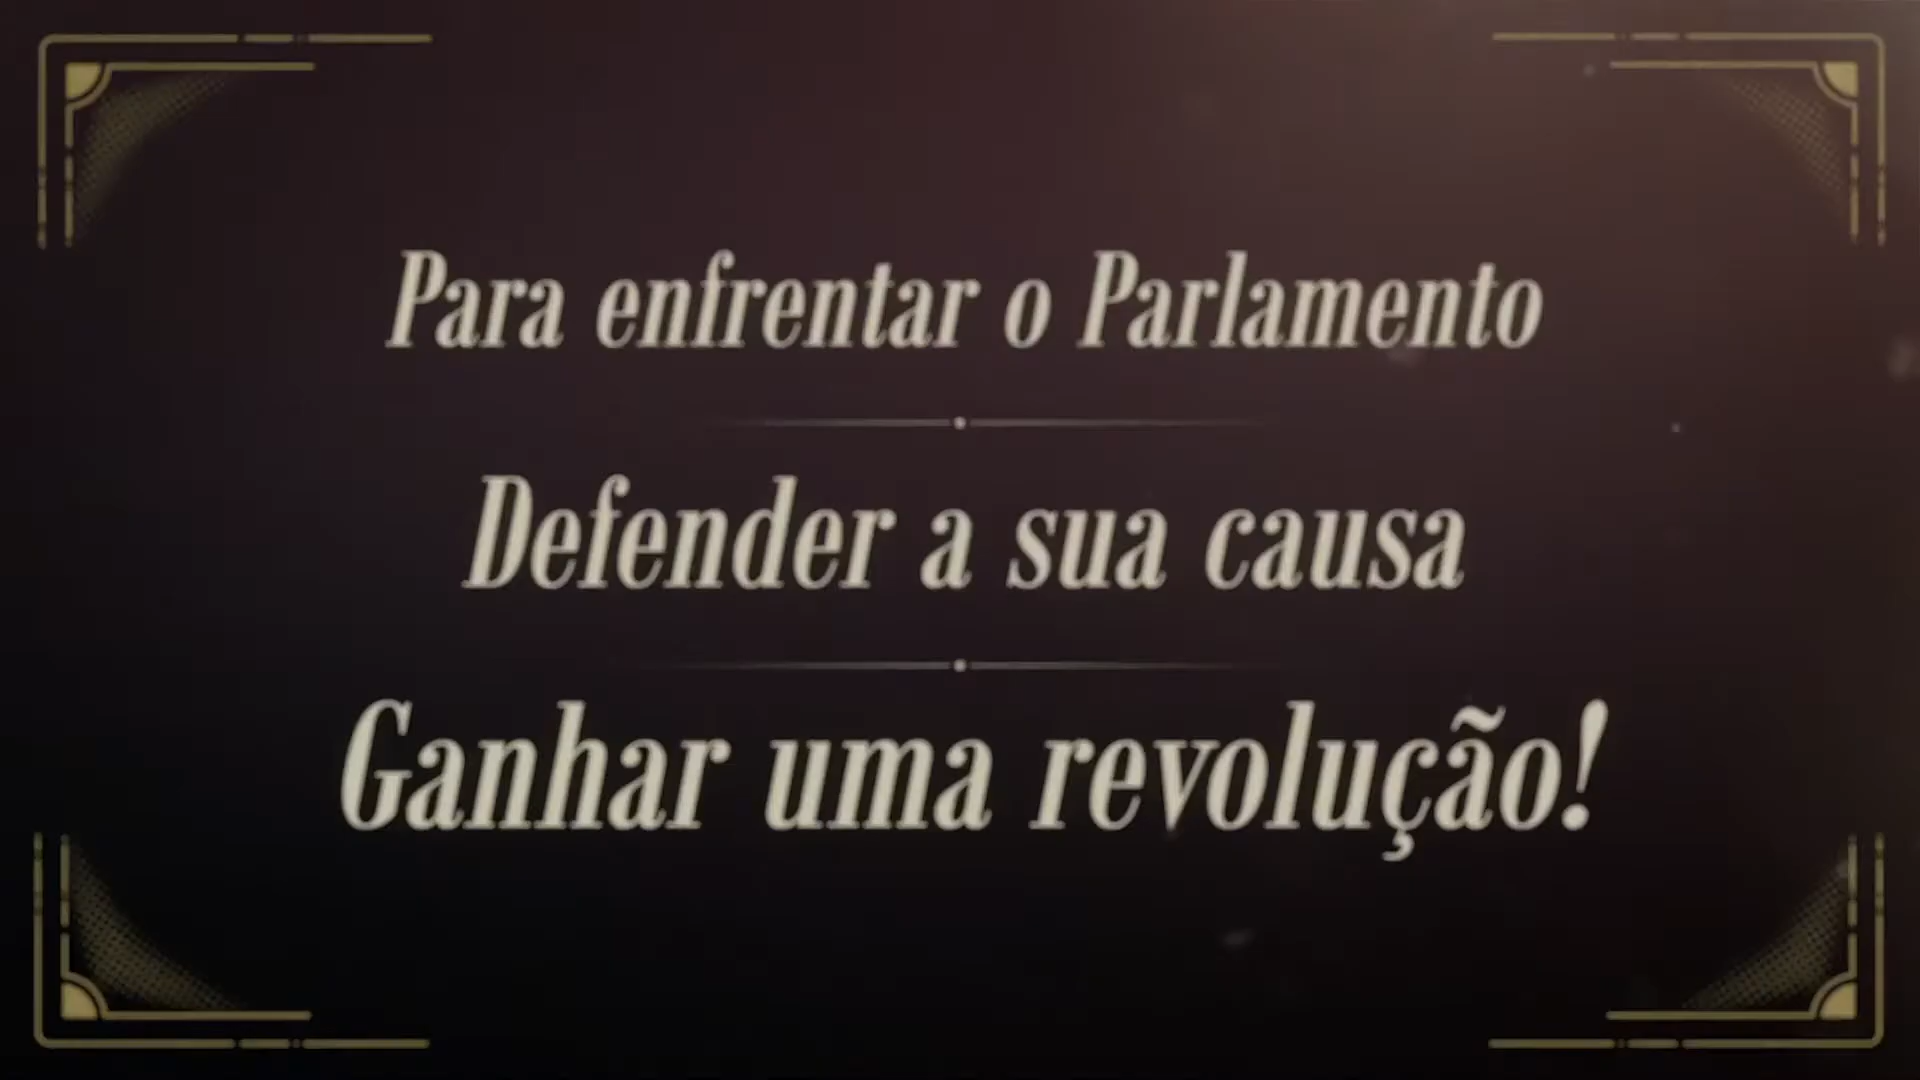 Para enfrentar o Parlamento
Defender a sua causa
Ganhar uma revolução!